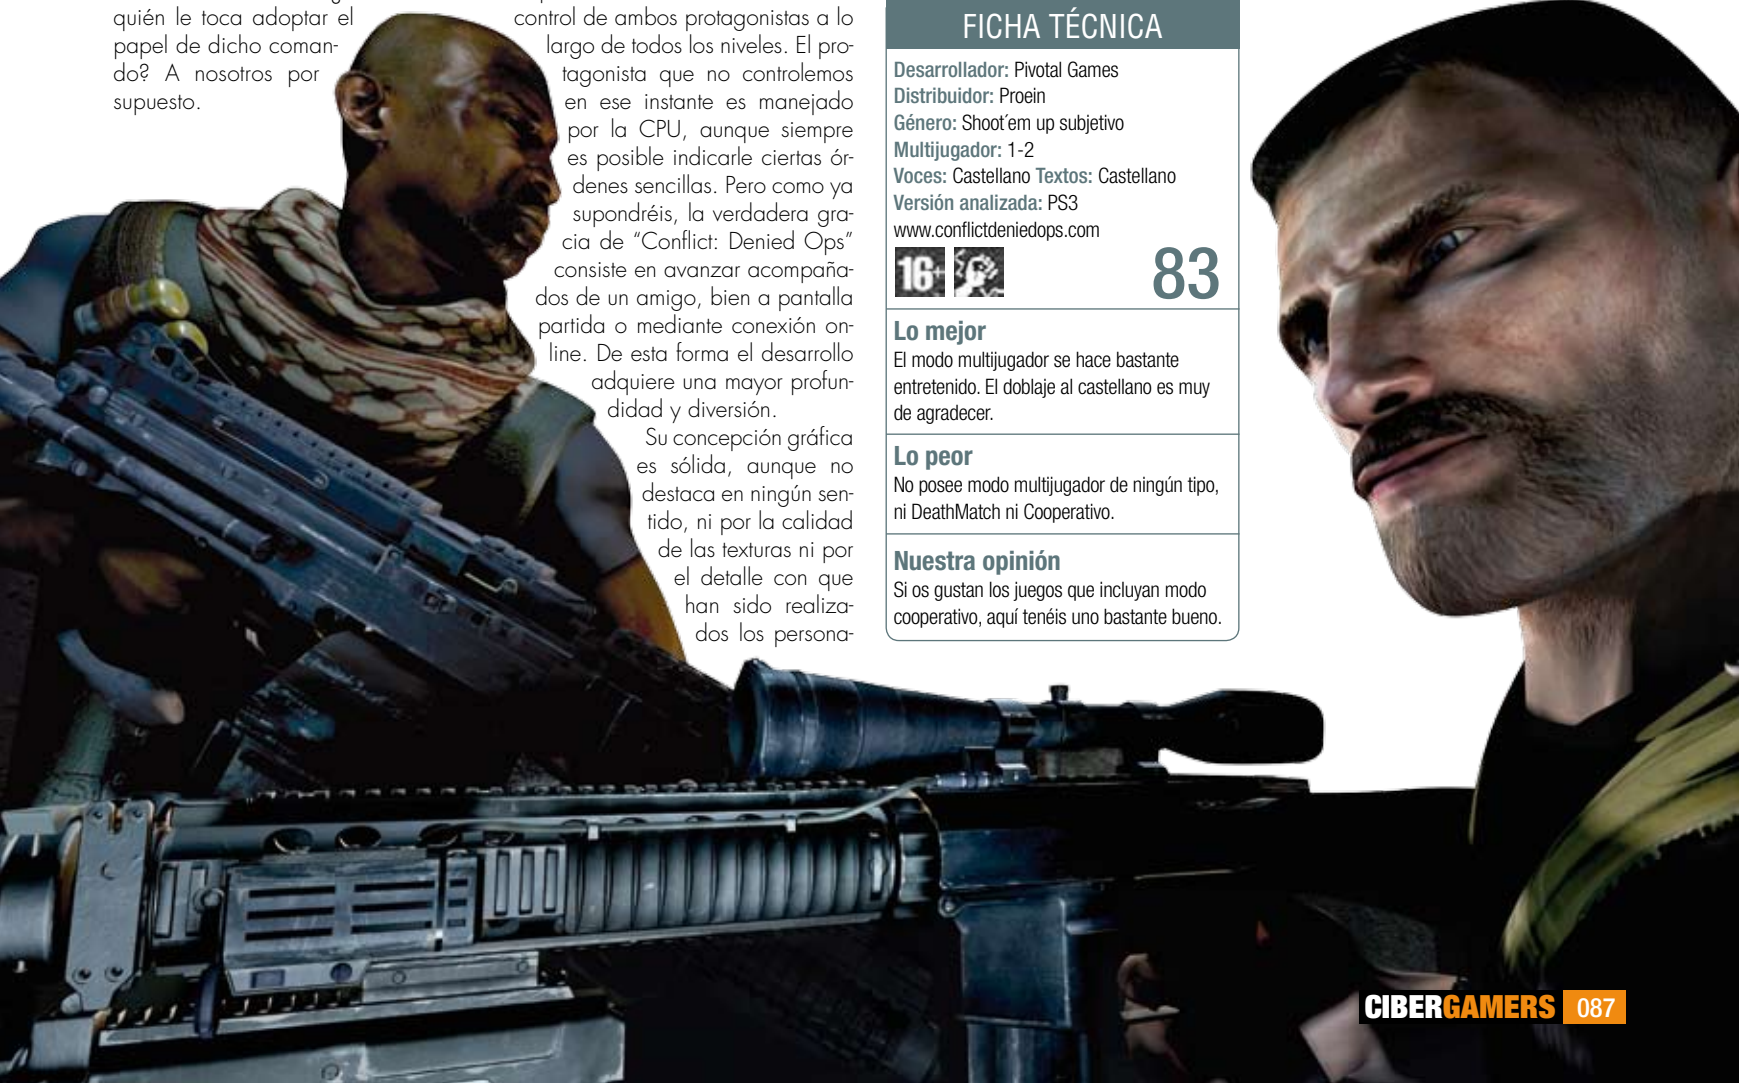 quién le toca adoptar el
papel de dicho coman-
do? A nosotros por
supuesto.
control de ambos protagonistas a lo
largo de todos los niveles. El pro-
tagonista que no controlemos
en ese instante es manejado
por la CPU, aunque siempre
es posible indicarle ciertas ór-
denes sencillas. Pero como ya
supondréis, la verdadera gra-
cia de “Conflict: Denied Ops”
consiste en avanzar acompaña-
dos de un amigo, bien a pantalla
partida o mediante conexión on-
line. De esta forma el desarrollo
adquiere una mayor profun-
didad y diversión.
Su concepción gráfica
es sólida, aunque no
destaca en ningún sen-
tido, ni por la calidad
de las texturas ni por
el detalle con que
han sido realiza-
dos los persona-
FICHA TÉCNICA
Desarrollador: Pivotal Games
Distribuidor: Proein
Género: Shoot´em up subjetivo
Multijugador: 1-2
Voces: Castellano Textos: Castellano
Versión analizada: PS3
www.conflictdeniedops.com
16+
83
Lo mejor
El modo multijugador se hace bastante
entretenido. El doblaje al castellano es muy
de agradecer.
Lo peor
No posee modo multijugador de ningún tipo,
ni DeathMatch ni Cooperativo.
Nuestra opinión
Si os gustan los juegos que incluyan modo
cooperativo, aquí tenéis uno bastante bueno.
CIBERGAMERS 087